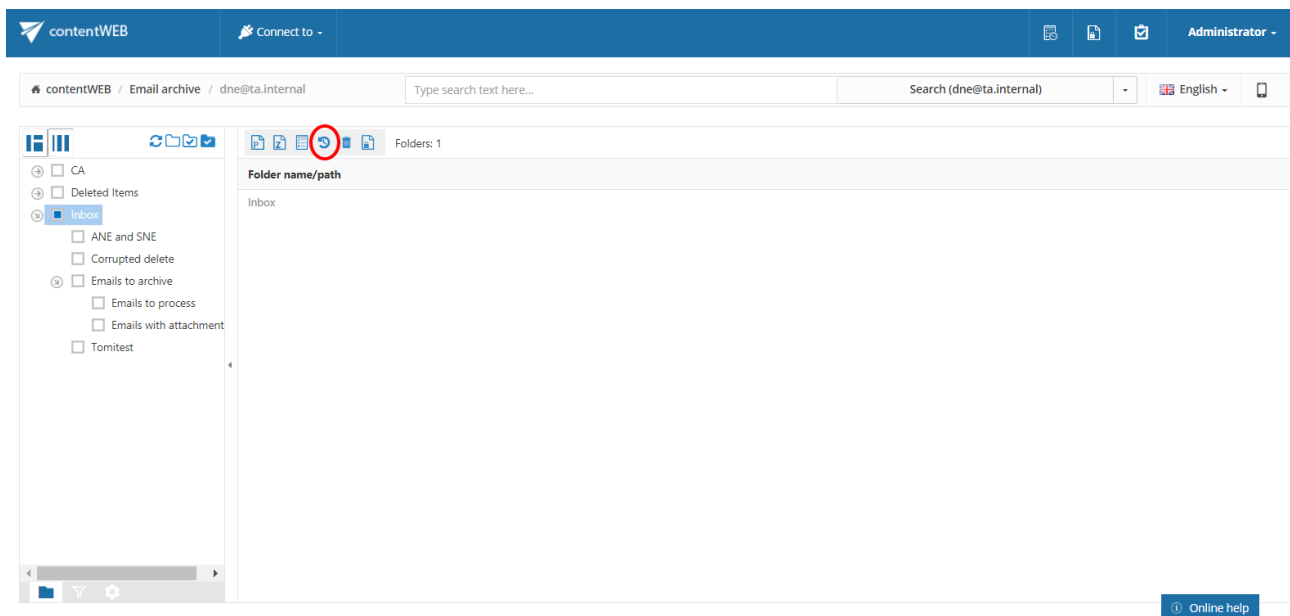 contentWEB
Connect to
Administrator
contentWEB / Email archive / dne@ta.internal
Type search text here...
Search (dne@ta.internal)
English
Folders: 1
CA
Deleted Items
Inbox
ANE and SNE
Corrupted delete
Emails to archive
Emails to process
Emails with attachment
Tomitest
Folder name/path
Inbox
Online help